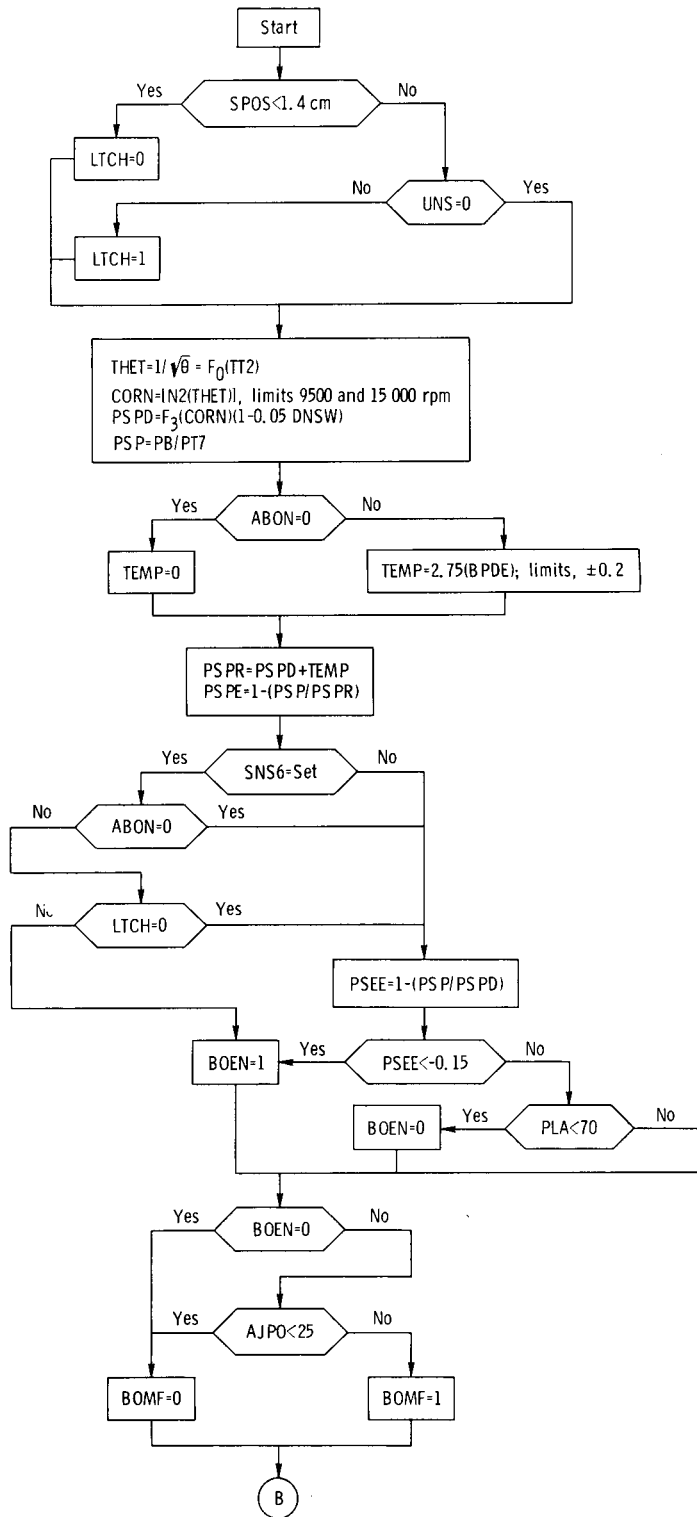 Start
Yes
SPOS<1.4 cm
No
LTCH=0
No
UNS=0
Yes
LTCH=1
THET=1/√θ = F0(TT2)
CORN=[N2(THET)], limits 9500 and 15 000 rpm
PSPD=F3(CORN)(1-0.05 DNSW)
PSP=PB/PT7
Yes
ABON=0
No
TEMP=0
TEMP=2.75(BPDE); limits, ±0.2
PSPR=PSPD+TEMP
PSPE=1-(PSP/PSPR)
Yes
SNS6=Set
No
No
ABON=0
Yes
No
LTCH=0
Yes
PSEE=1-(PSP/PSPD)
BOEN=1
Yes
PSEE<-0.15
No
BOEN=0
Yes
PLA<70
No
Yes
BOEN=0
No
Yes
AJPO<25
No
BOMF=0
BOMF=1
B